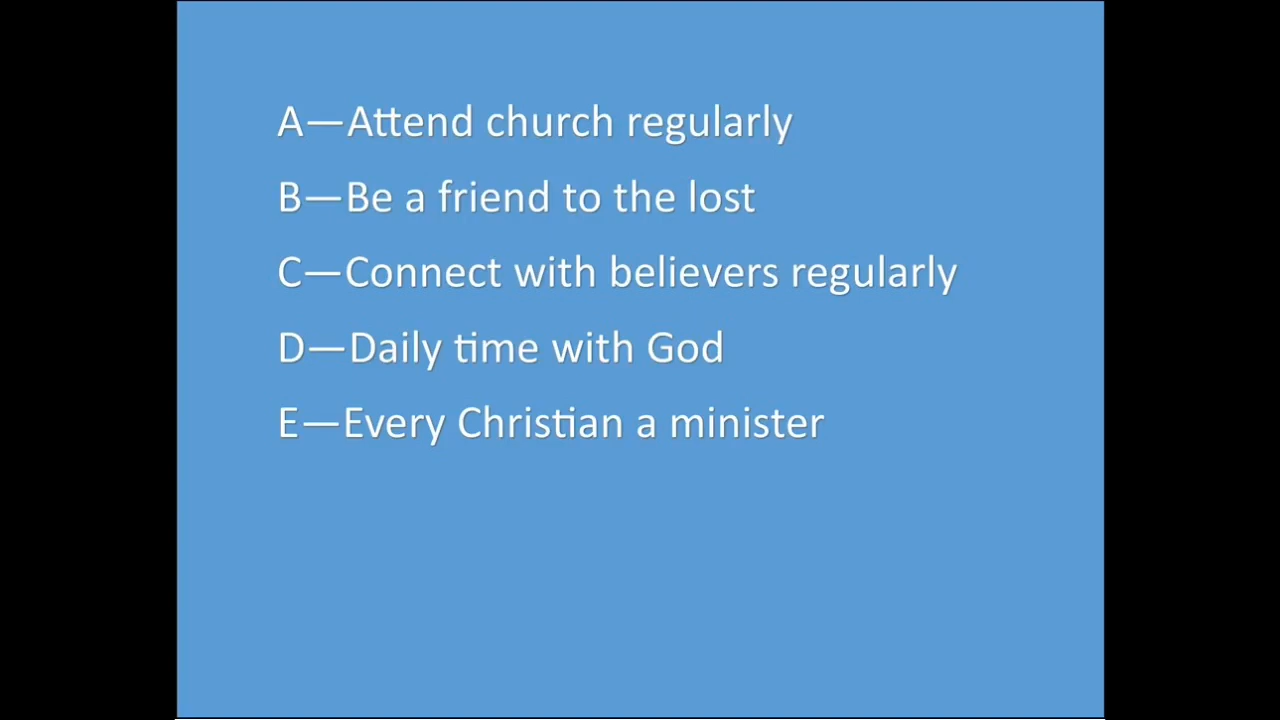 A—Attend church regularly
B—Be a friend to the lost
C—Connect with believers regularly
D—Daily time with God
E—Every Christian a minister